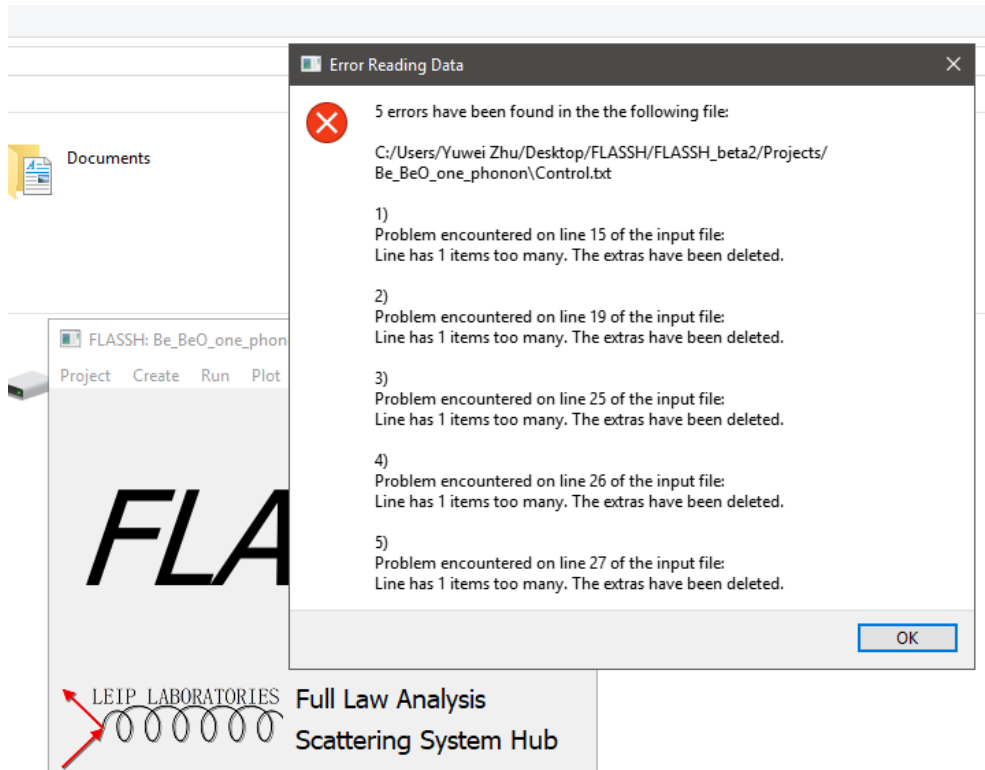 Error Reading Data
5 errors have been found in the the following file:
C:/Users/Yuwei Zhu/Desktop/FLASSH/FLASSH_beta2/Projects/
Be_BeO_one_phonon\Control.txt
1)
Problem encountered on line 15 of the input file:
Line has 1 items too many. The extras have been deleted.
2)
Problem encountered on line 19 of the input file:
Line has 1 items too many. The extras have been deleted.
3)
Problem encountered on line 25 of the input file:
Line has 1 items too many. The extras have been deleted.
4)
Problem encountered on line 26 of the input file:
Line has 1 items too many. The extras have been deleted.
5)
Problem encountered on line 27 of the input file:
Line has 1 items too many. The extras have been deleted.
OK
Documents
FLASSH: Be_BeO_one_phon
Project Create Run Plot
FLA
LEIP LABORATORIES
Full Law Analysis
Scattering System Hub